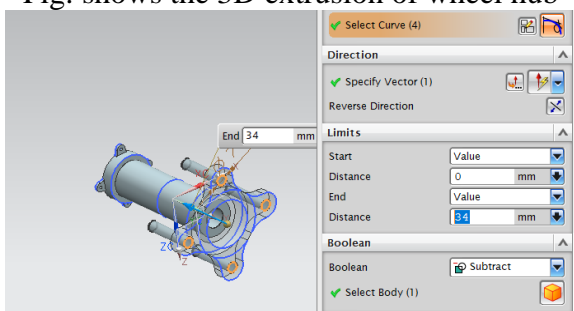 Fig. shows the 3D extrusion of wheel hub
Select Curve (4)
Direction
Specify Vector (1)
Reverse Direction
Limits
Start Value
Distance 0 mm
End Value
Distance 34 mm
Boolean
Boolean Subtract
Select Body (1)
End 34 mm